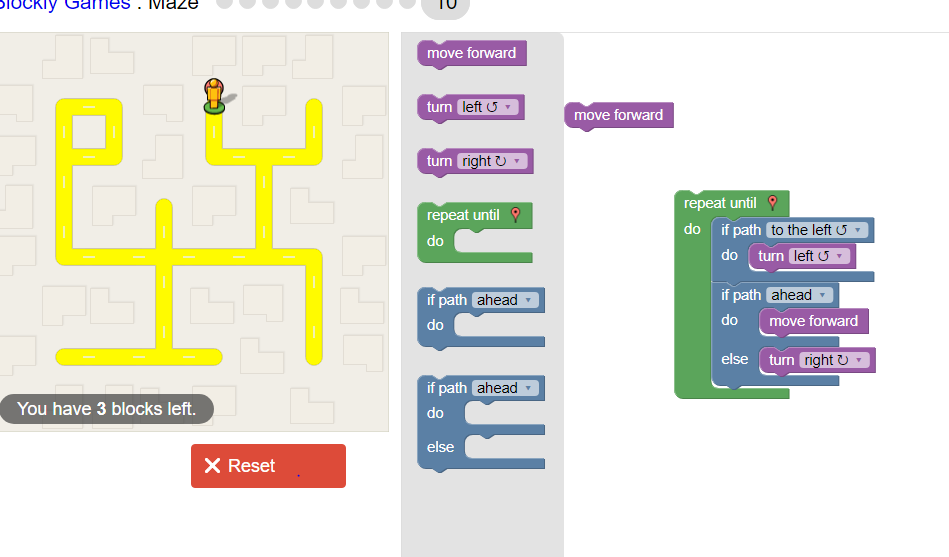 Blockly Games : Maze 10
move forward
turn left ↺ ▾
turn right ↻ ▾
repeat until
do
if path ahead ▾
do
if path ahead ▾
do
else
move forward
repeat until
do if path to the left ↺ ▾
do turn left ↺ ▾
if path ahead ▾
do move forward
else turn right ↻ ▾
You have 3 blocks left.
Reset